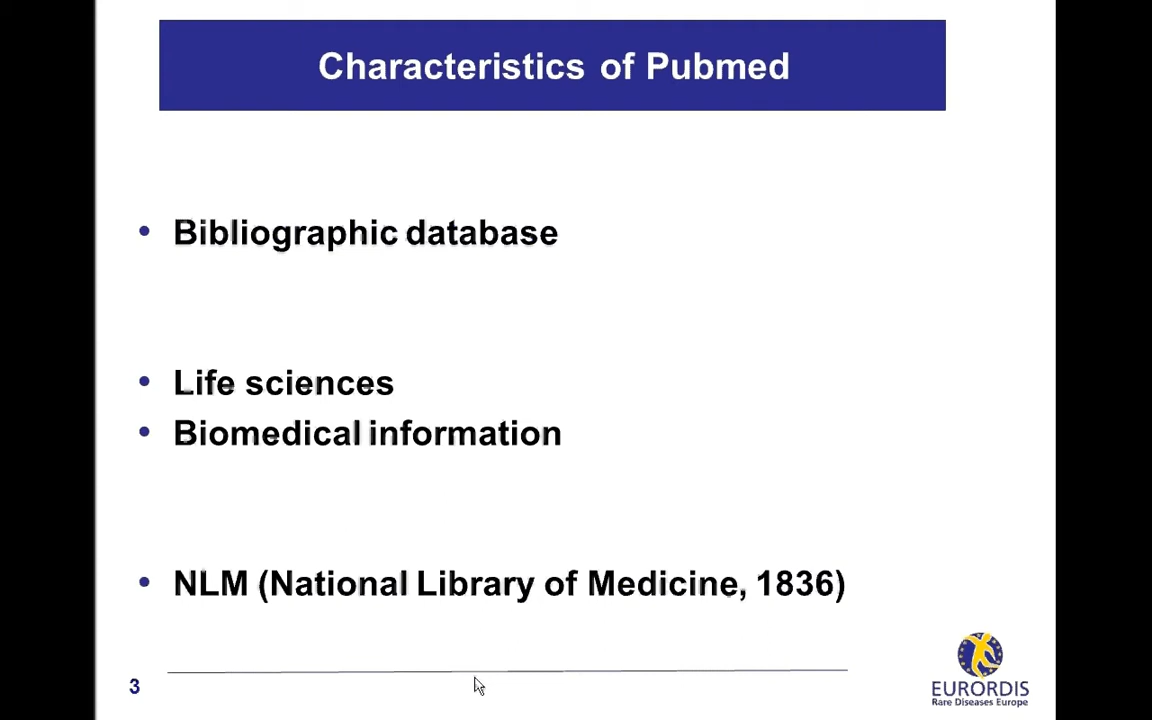 Characteristics of Pubmed
• Bibliographic database
• Life sciences
• Biomedical information
• NLM (National Library of Medicine, 1836)
3
EURORDIS
Rare Diseases Europe